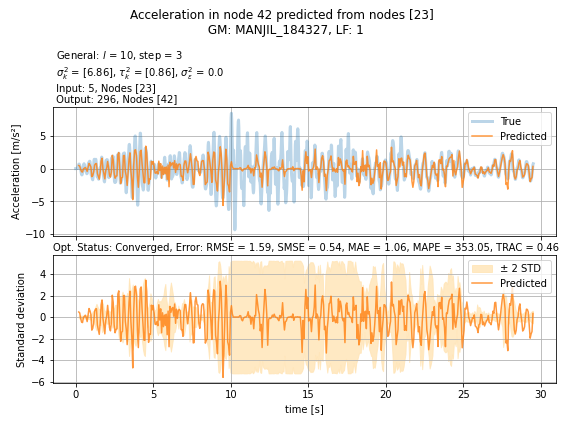 Acceleration in node 42 predicted from nodes [23]
GM: MANJIL_184327, LF: 1
General: l = 10, step = 3
σ²ₖ = [6.86], τ²ₖ = [0.86], σ²ε = 0.0
Input: 5, Nodes [23]
Output: 296, Nodes [42]
Acceleration [m/s²]
5
0
−5
−10
True
Predicted
Opt. Status: Converged, Error: RMSE = 1.59, SMSE = 0.54, MAE = 1.06, MAPE = 353.05, TRAC = 0.46
Standard deviation
4
2
0
−2
−4
−6
± 2 STD
Predicted
0 5 10 15 20 25 30
time [s]